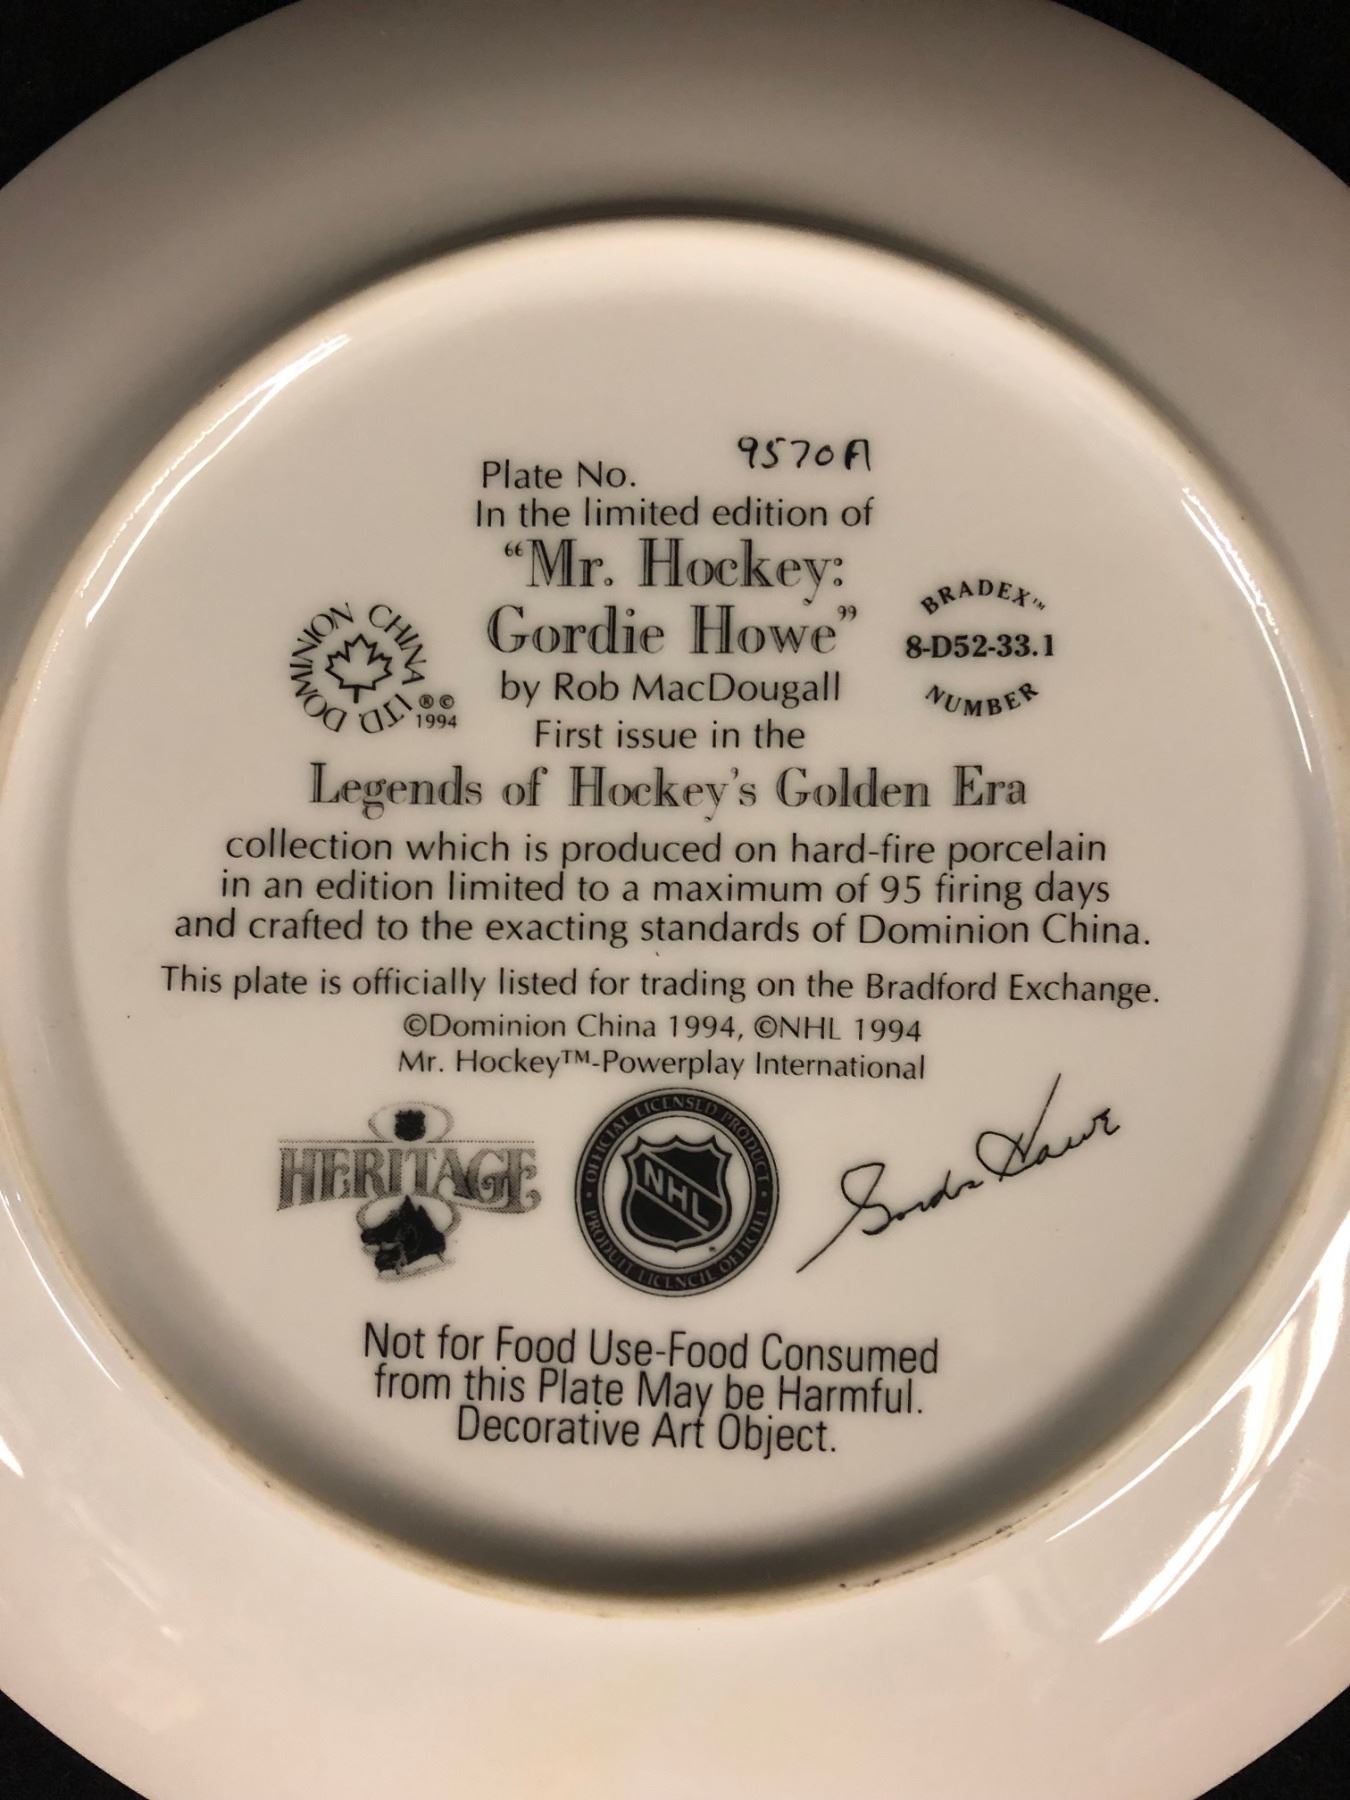 9570A
Plate No.
In the limited edition of
“Mr. Hockey:
Gordie Howe”
by Rob MacDougall
First issue in the
Legends of Hockey's Golden Era
collection which is produced on hard-fire porcelain
in an edition limited to a maximum of 95 firing days
and crafted to the exacting standards of Dominion China.
This plate is officially listed for trading on the Bradford Exchange.
©Dominion China 1994, ©NHL 1994
Mr. Hockey™-Powerplay International
DOMINION CHINA LTD.
®©
1994
BRADEX™
8-D52-33.1
NUMBER
HERITAGE
OFFICIAL LICENSED PRODUCT
NHL
PRODUIT LICENCIE OFFICIEL
Gordie Howe
Not for Food Use-Food Consumed
from this Plate May be Harmful.
Decorative Art Object.